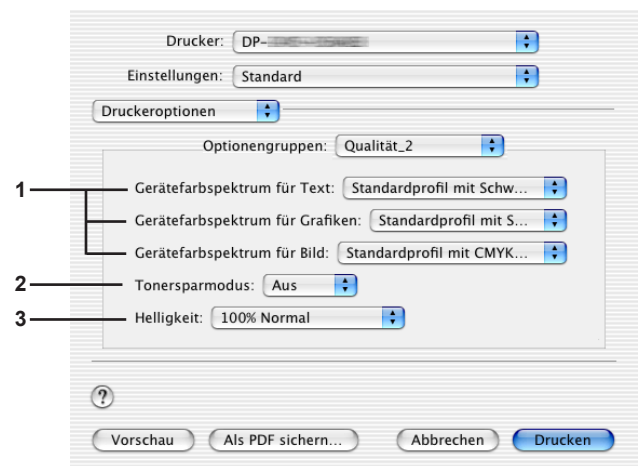 Drucker: DP-
Einstellungen: Standard
Druckeroptionen
Optionengruppen: Qualität_2
1 Gerätefarbspektrum für Text: Standardprofil mit Schw...
Gerätefarbspektrum für Grafiken: Standardprofil mit S...
Gerätefarbspektrum für Bild: Standardprofil mit CMYK...
2 Tonersparmodus: Aus
3 Helligkeit: 100% Normal
?
Vorschau Als PDF sichern... Abbrechen Drucken